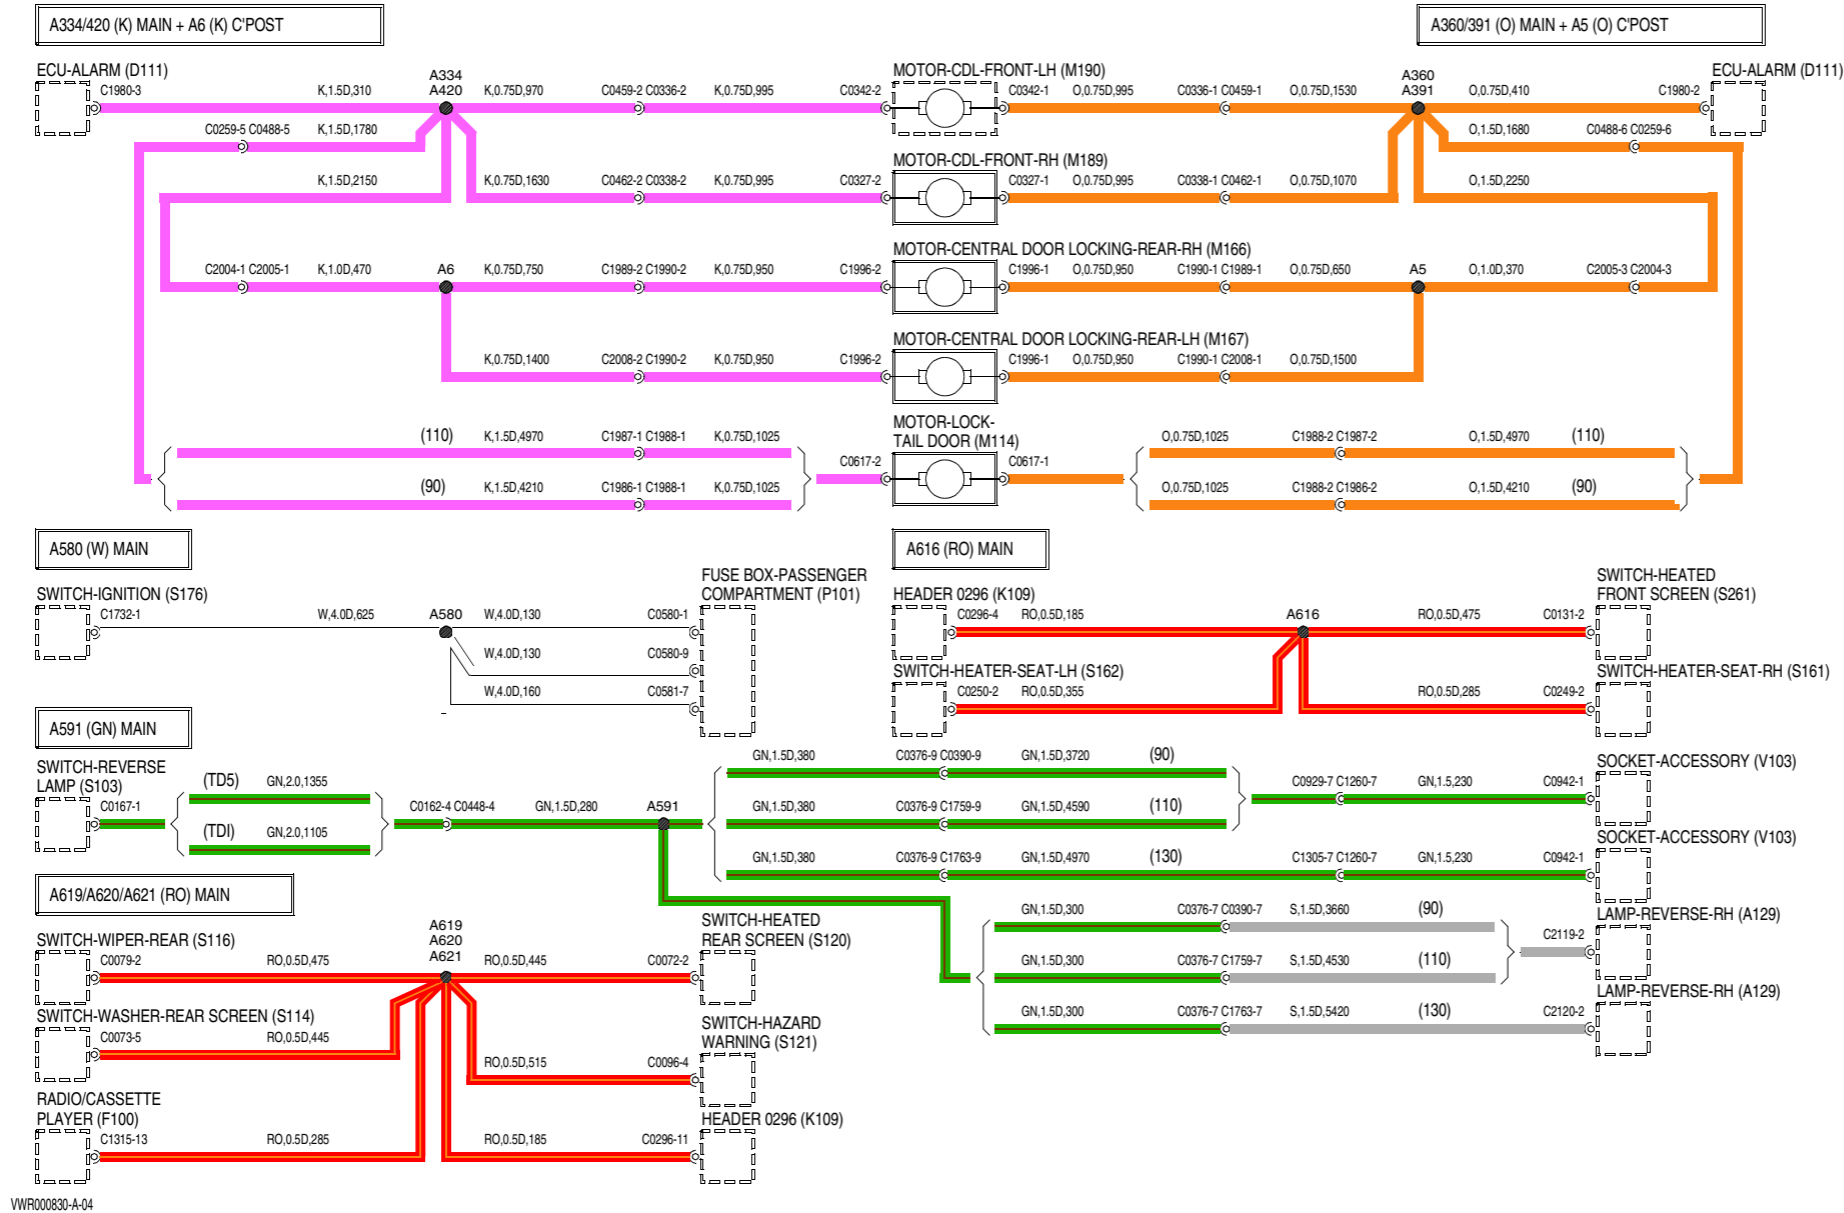 A334/420 (K) MAIN + A6 (K) C'POST
A360/391 (O) MAIN + A5 (O) C'POST
ECU-ALARM (D111)
A334
A420
MOTOR-CDL-FRONT-LH (M190)
A360
A391
ECU-ALARM (D111)
C1980-3 K,1.5D,310 K,0.75D,970 C0459-2 C0336-2 K,0.75D,995 C0342-2 C0342-1 O,0.75D,995 C0336-1 C0459-1 O,0.75D,1530 O,0.75D,410 C1980-2
C0259-5 C0488-5 K,1.5D,1780 O,1.5D,1680 C0488-6 C0259-6
MOTOR-CDL-FRONT-RH (M189)
K,1.5D,2150 K,0.75D,1630 C0462-2 C0338-2 K,0.75D,995 C0327-2 C0327-1 O,0.75D,995 C0338-1 C0462-1 O,0.75D,1070 O,1.5D,2250
MOTOR-CENTRAL DOOR LOCKING-REAR-RH (M166)
C2004-1 C2005-1 K,1.0D,470 A6 K,0.75D,750 C1989-2 C1990-2 K,0.75D,950 C1996-2 C1996-1 O,0.75D,950 C1990-1 C1989-1 O,0.75D,650 A5 O,1.0D,370 C2005-3 C2004-3
MOTOR-CENTRAL DOOR LOCKING-REAR-LH (M167)
K,0.75D,1400 C2008-2 C1990-2 K,0.75D,950 C1996-2 C1996-1 O,0.75D,950 C1990-1 C2008-1 O,0.75D,1500
MOTOR-LOCK-
TAIL DOOR (M114)
(110) K,1.5D,4970 C1987-1 C1988-1 K,0.75D,1025 O,0.75D,1025 C1988-2 C1987-2 O,1.5D,4970 (110)
C0617-2 C0617-1
(90) K,1.5D,4210 C1986-1 C1988-1 K,0.75D,1025 O,0.75D,1025 C1988-2 C1986-2 O,1.5D,4210 (90)
A580 (W) MAIN
A616 (RO) MAIN
SWITCH-IGNITION (S176)
FUSE BOX-PASSENGER
COMPARTMENT (P101)
C1732-1 W,4.0D,625 A580 W,4.0D,130 C0580-1
W,4.0D,130 C0580-9
W,4.0D,160 C0581-7
HEADER 0296 (K109)
SWITCH-HEATED
FRONT SCREEN (S261)
C0296-4 RO,0.5D,185 A616 RO,0.5D,475 C0131-2
SWITCH-HEATER-SEAT-LH (S162)
SWITCH-HEATER-SEAT-RH (S161)
C0250-2 RO,0.5D,355 RO,0.5D,285 C0249-2
A591 (GN) MAIN
SWITCH-REVERSE
LAMP (S103)
C0167-1
(TD5) GN,2.0,1355
(TDI) GN,2.0,1105
C0162-4 C0448-4 GN,1.5D,280 A591
GN,1.5D,380 C0376-9 C0390-9 GN,1.5D,3720 (90)
GN,1.5D,380 C0376-9 C1759-9 GN,1.5D,4590 (110)
SOCKET-ACCESSORY (V103)
C0929-7 C1260-7 GN,1.5,230 C0942-1
SOCKET-ACCESSORY (V103)
GN,1.5D,380 C0376-9 C1763-9 GN,1.5D,4970 (130) C1305-7 C1260-7 GN,1.5,230 C0942-1
GN,1.5D,300 C0376-7 C0390-7 S,1.5D,3660 (90)
LAMP-REVERSE-RH (A129)
C2119-2
GN,1.5D,300 C0376-7 C1759-7 S,1.5D,4530 (110)
LAMP-REVERSE-RH (A129)
GN,1.5D,300 C0376-7 C1763-7 S,1.5D,5420 (130) C2120-2
A619/A620/A621 (RO) MAIN
SWITCH-WIPER-REAR (S116)
A619
A620
A621
SWITCH-HEATED
REAR SCREEN (S120)
C0079-2 RO,0.5D,475 RO,0.5D,445 C0072-2
SWITCH-WASHER-REAR SCREEN (S114)
C0073-5 RO,0.5D,445
SWITCH-HAZARD
WARNING (S121)
RO,0.5D,515 C0096-4
RADIO/CASSETTE
PLAYER (F100)
HEADER 0296 (K109)
C1315-13 RO,0.5D,285 RO,0.5D,185 C0296-11
VWR000830-A-04